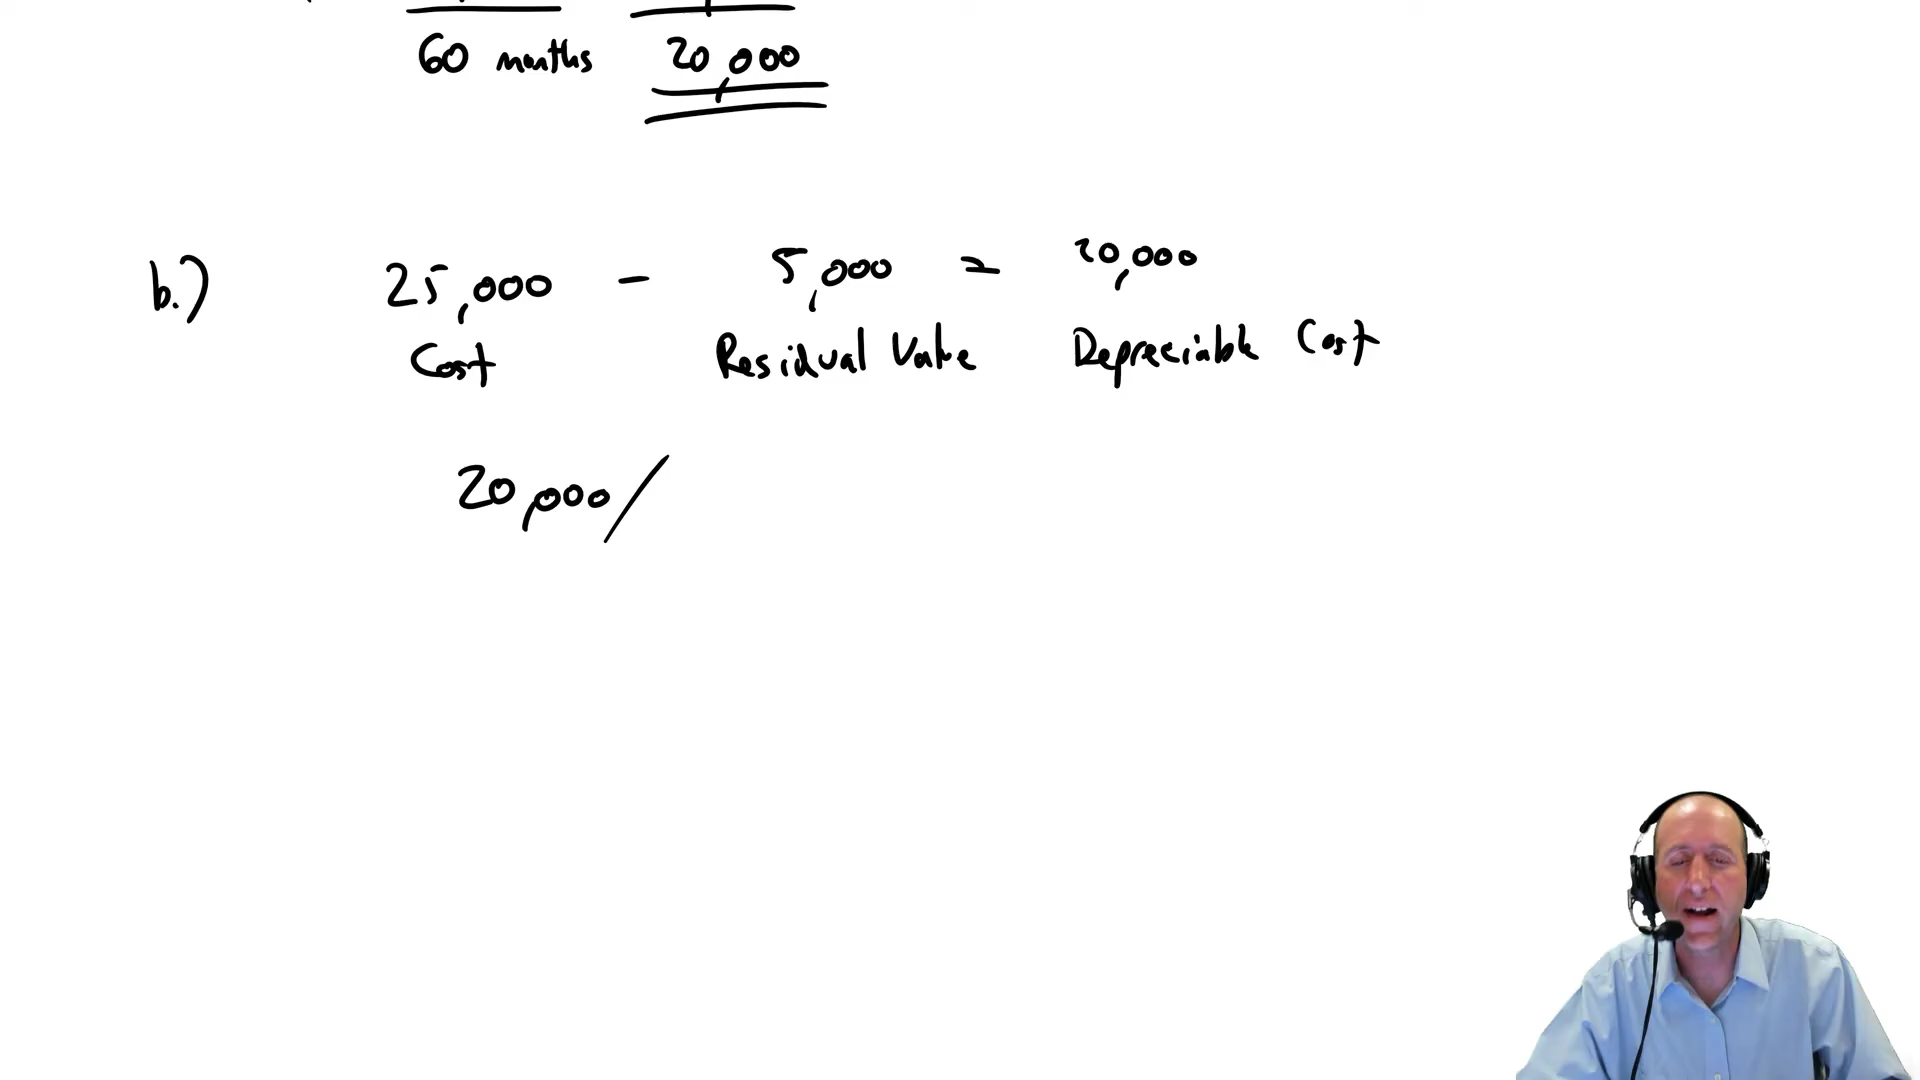 60 months 20,000
b.) 25,000 - 5,000 = 20,000
Cost Residual Value Depreciable Cost
20,000/